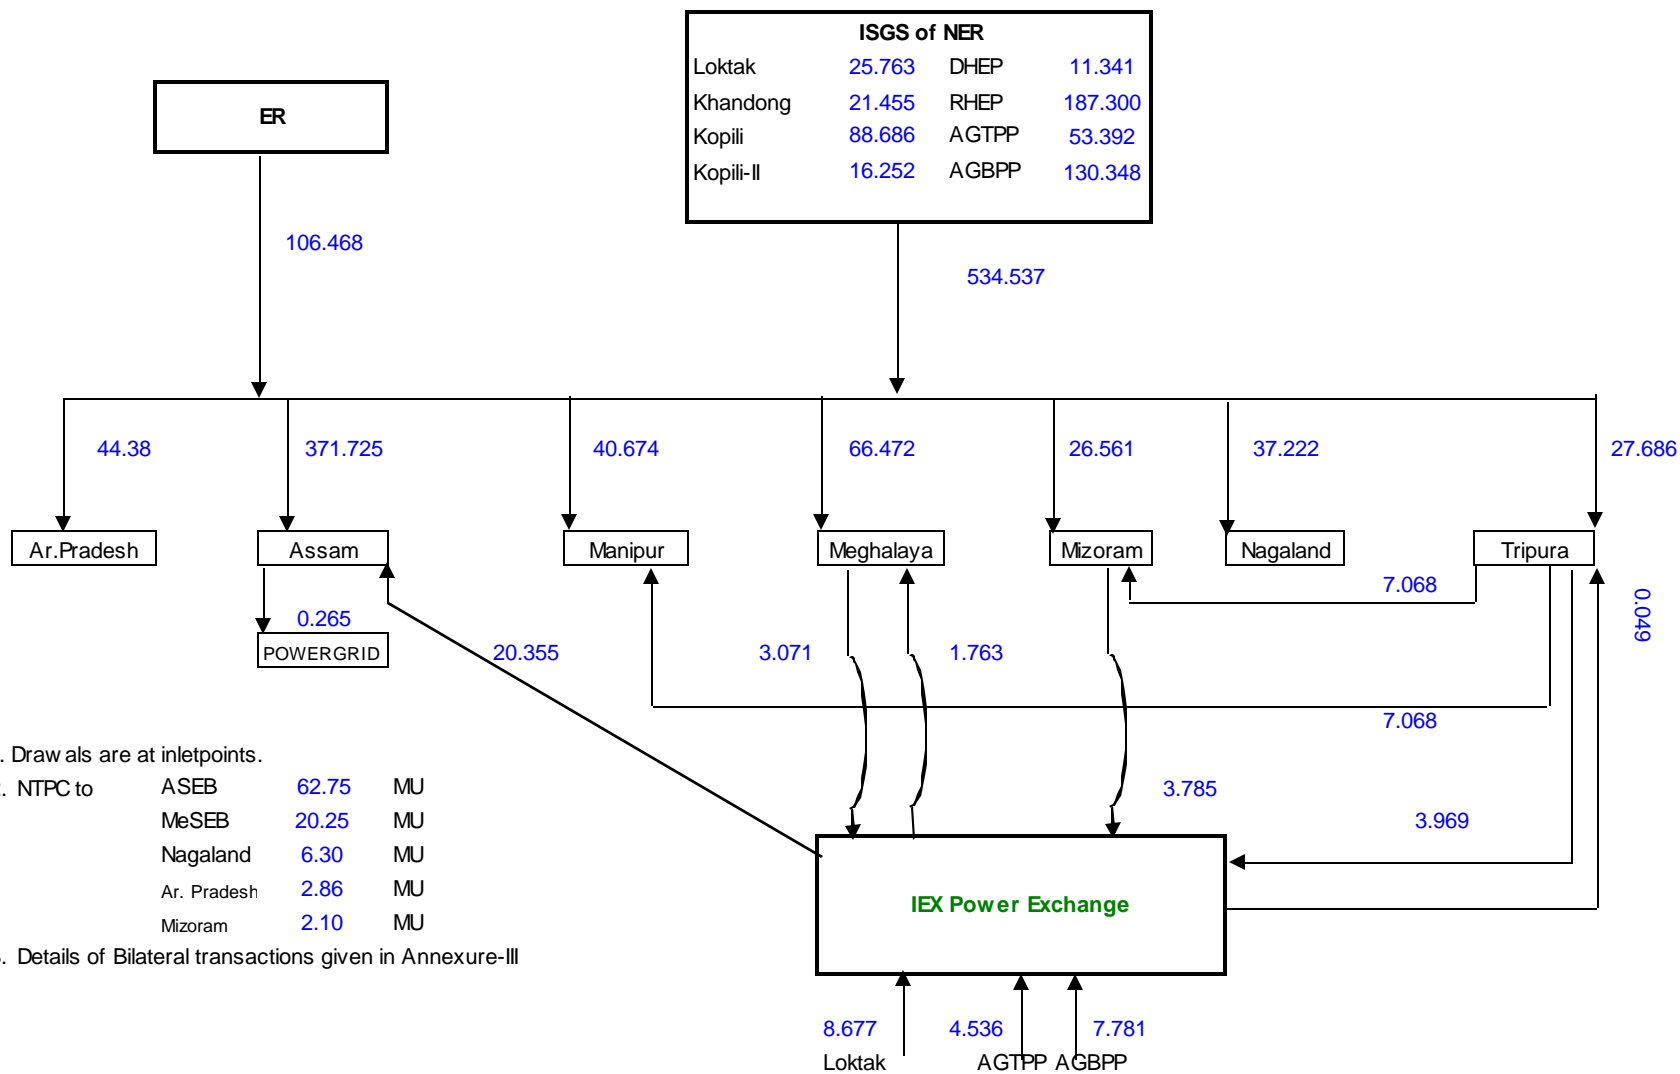 ISGS of NER
Loktak 25.763 DHEP 11.341
Khandong 21.455 RHEP 187.300
Kopili 88.686 AGTPP 53.392
Kopili-II 16.252 AGBPP 130.348
ER
106.468
534.537
44.38 371.725 40.674 66.472 26.561 37.222 27.686
Ar.Pradesh Assam Manipur Meghalaya Mizoram Nagaland Tripura
7.068
0.049
0.265
POWERGRID
20.355 3.071 1.763
7.068
. Drawals are at inletpoints.
. NTPC to ASEB 62.75 MU
MeSEB 20.25 MU
Nagaland 6.30 MU
Ar. Pradesh 2.86 MU
Mizoram 2.10 MU
. Details of Bilateral transactions given in Annexure-III
3.785
3.969
IEX Power Exchange
8.677 4.536 7.781
Loktak AGTPP AGBPP